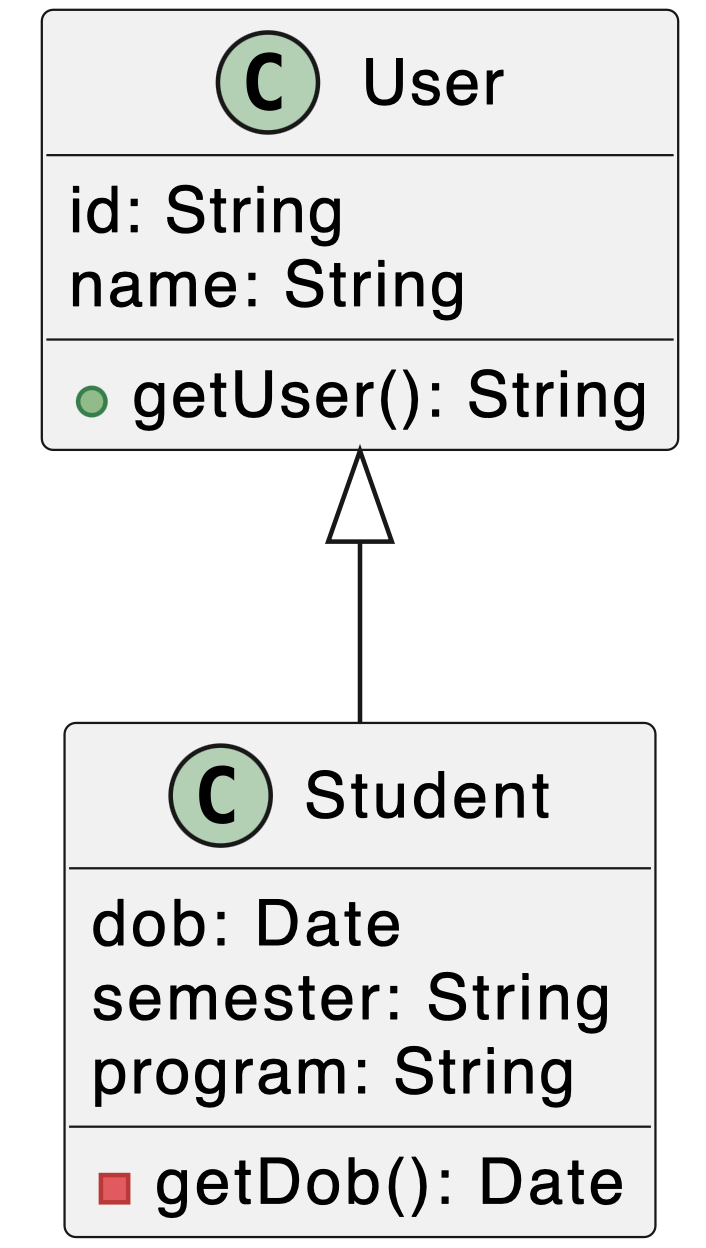 C User
id: String
name: String
getUser(): String
C Student
dob: Date
semester: String
program: String
getDob(): Date